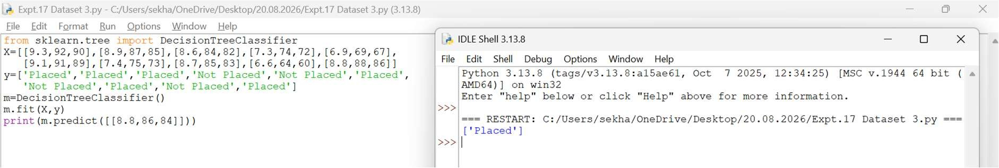 Expt.17 Dataset 3.py - C:/Users/sekha/OneDrive/Desktop/20.08.2026/Expt.17 Dataset 3.py (3.13.8)
File Edit Format Run Options Window Help
from sklearn.tree import DecisionTreeClassifier
X=[[9.3,92,90],[8.9,87,85],[8.6,84,82],[7.3,74,72],[6.9,69,67],
   [9.1,91,89],[7.4,75,73],[8.7,85,83],[6.6,64,60],[8.8,88,86]]
y=['Placed','Placed','Placed','Not Placed','Not Placed','Placed',
   'Not Placed','Placed','Not Placed','Placed']
m=DecisionTreeClassifier()
m.fit(X,y)
print(m.predict([[8.8,86,84]]))
IDLE Shell 3.13.8
File Edit Shell Debug Options Window Help
Python 3.13.8 (tags/v3.13.8:a15ae61, Oct  7 2025, 12:34:25) [MSC v.1944 64 bit (
AMD64)] on win32
Enter "help" below or click "Help" above for more information.
>>>
=== RESTART: C:/Users/sekha/OneDrive/Desktop/20.08.2026/Expt.17 Dataset 3.py ===
['Placed']
>>>